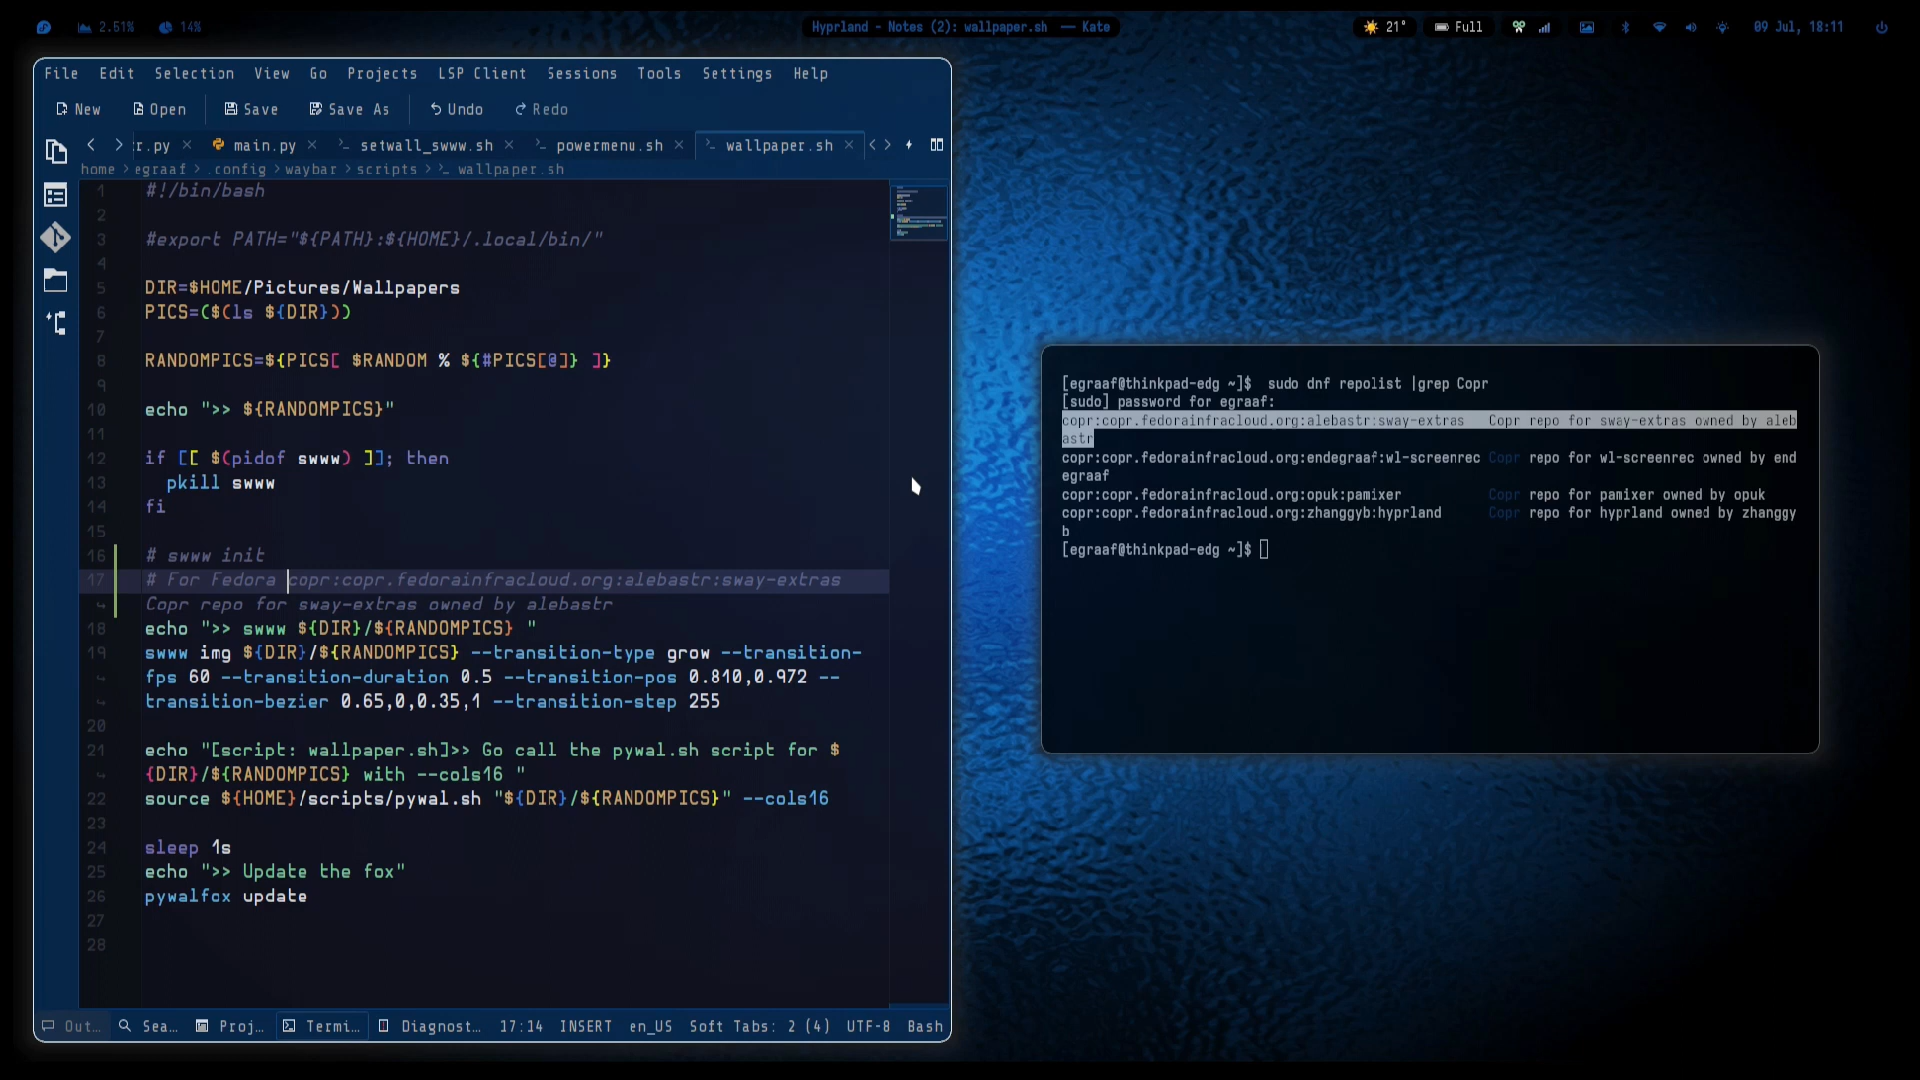 2.51% 14% Hyprland - Notes (2): wallpaper.sh — Kate 21° Full 09 Jul, 18:11
File Edit Selection View Go Projects LSP Client Sessions Tools Settings Help
New Open Save Save As Undo Redo
r.py main.py setwall_swww.sh powermenu.sh wallpaper.sh
home > egraaf > .config > waybar > scripts > wallpaper.sh
1 #!/bin/bash
2
3 #export PATH="${PATH}:${HOME}/.local/bin/"
4
5 DIR=$HOME/Pictures/Wallpapers
6 PICS=($(ls ${DIR}))
7
8 RANDOMPICS=${PICS[ $RANDOM % ${#PICS[@]} ]}
9
10 echo ">> ${RANDOMPICS}"
11
12 if [[ $(pidof swww) ]]; then
13 pkill swww
14 fi
15
16 # swww init
17 # For Fedora copr:copr.fedorainfracloud.org:alebastr:sway-extras
Copr repo for sway-extras owned by alebastr
18 echo ">> swww ${DIR}/${RANDOMPICS} "
19 swww img ${DIR}/${RANDOMPICS} --transition-type grow --transition-
fps 60 --transition-duration 0.5 --transition-pos 0.810,0.972 --
transition-bezier 0.65,0,0.35,1 --transition-step 255
20
21 echo "[script: wallpaper.sh]>> Go call the pywal.sh script for $
{DIR}/${RANDOMPICS} with --cols16 "
22 source ${HOME}/scripts/pywal.sh "${DIR}/${RANDOMPICS}" --cols16
23
24 sleep 1s
25 echo ">> Update the fox"
26 pywalfox update
27
28
Out... Sea... Proj... Termi... Diagnost... 17:14 INSERT en_US Soft Tabs: 2 (4) UTF-8 Bash
[egraaf@thinkpad-edg ~]$ sudo dnf repolist |grep Copr
[sudo] password for egraaf:
copr:copr.fedorainfracloud.org:alebastr:sway-extras Copr repo for sway-extras owned by aleb
astr
copr:copr.fedorainfracloud.org:endegraaf:wl-screenrec Copr repo for wl-screenrec owned by end
egraaf
copr:copr.fedorainfracloud.org:opuk:pamixer Copr repo for pamixer owned by opuk
copr:copr.fedorainfracloud.org:zhanggyb:hyprland Copr repo for hyprland owned by zhanggy
b
[egraaf@thinkpad-edg ~]$